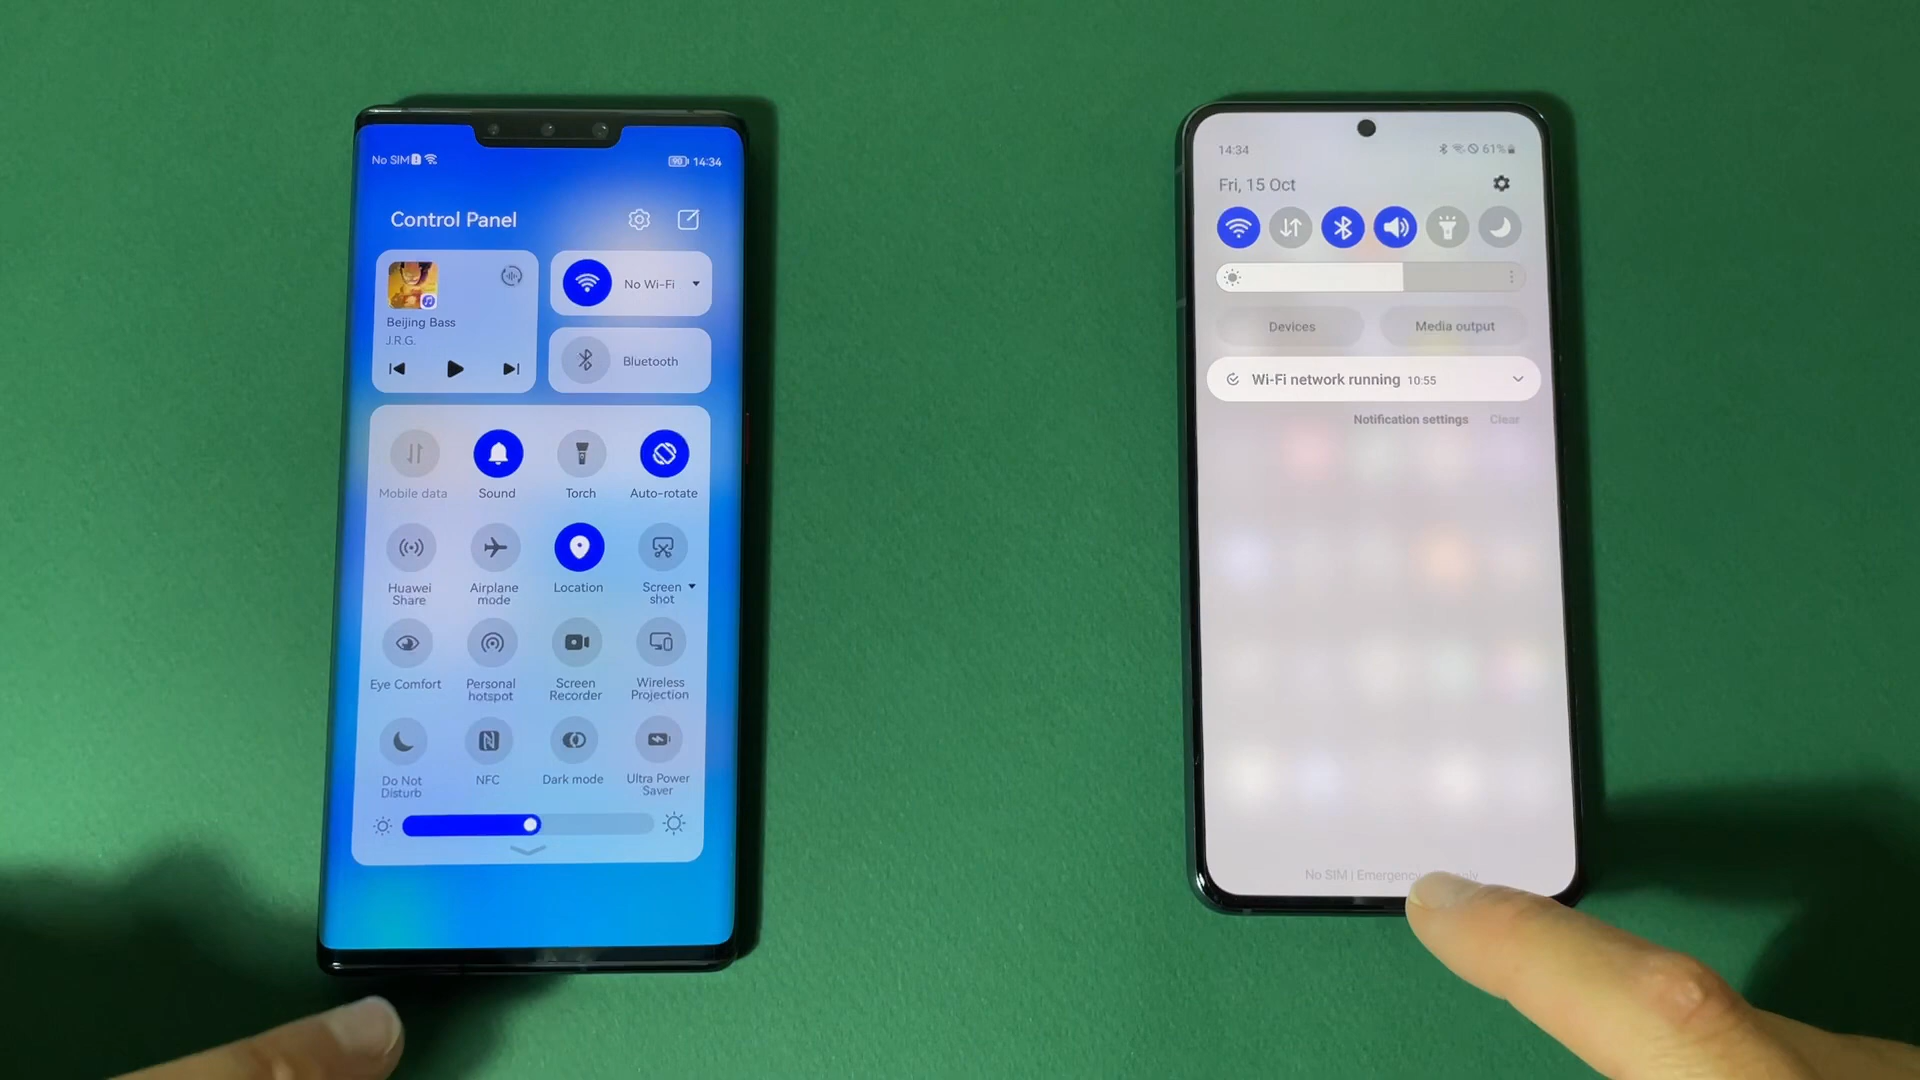 No SIM
90
14:34
Control Panel
Beijing Bass
J.R.G.
No Wi-Fi
Bluetooth
Mobile data
Sound
Torch
Auto-rotate
Huawei
Share
Airplane
mode
Location
Screen
shot
Eye Comfort
Personal
hotspot
Screen
Recorder
Wireless
Projection
Do Not
Disturb
NFC
Dark mode
Ultra Power
Saver
14:34
61%
Fri, 15 Oct
Devices
Media output
Wi-Fi network running 10:55
Notification settings
Clear
No SIM | Emergency